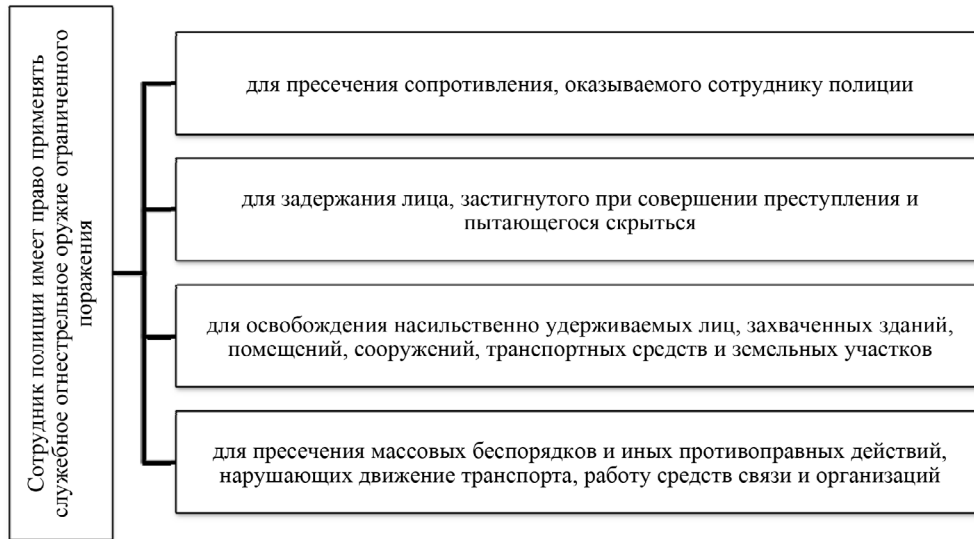 Сотрудник полиции имеет право применять
служебное огнестрельное оружие ограниченного
поражения
для пресечения сопротивления, оказываемого сотруднику полиции
для задержания лица, застигнутого при совершении преступления и
пытающегося скрыться
для освобождения насильственно удерживаемых лиц, захваченных зданий,
помещений, сооружений, транспортных средств и земельных участков
для пресечения массовых беспорядков и иных противоправных действий,
нарушающих движение транспорта, работу средств связи и организаций